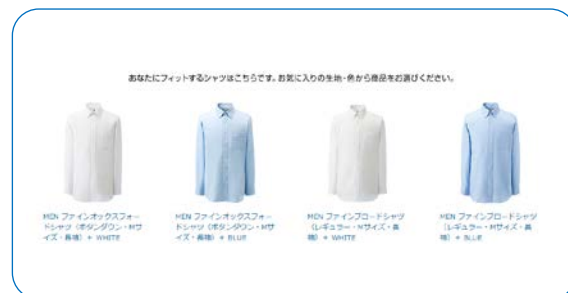 あなたにフィットするシャツはこちらです。お気に入りの生地・色から商品をお選びください。
MEN ファインオックスフォー
ドシャツ（ボタンダウン・Mサ
イズ・長袖）+ WHITE
MEN ファインオックスフォー
ドシャツ（ボタンダウン・Mサ
イズ・長袖）+ BLUE
MEN ファインブロードシャツ
（レギュラー・Mサイズ・長
袖）+ WHITE
MEN ファインブロードシャツ
（レギュラー・Mサイズ・長
袖）+ BLUE